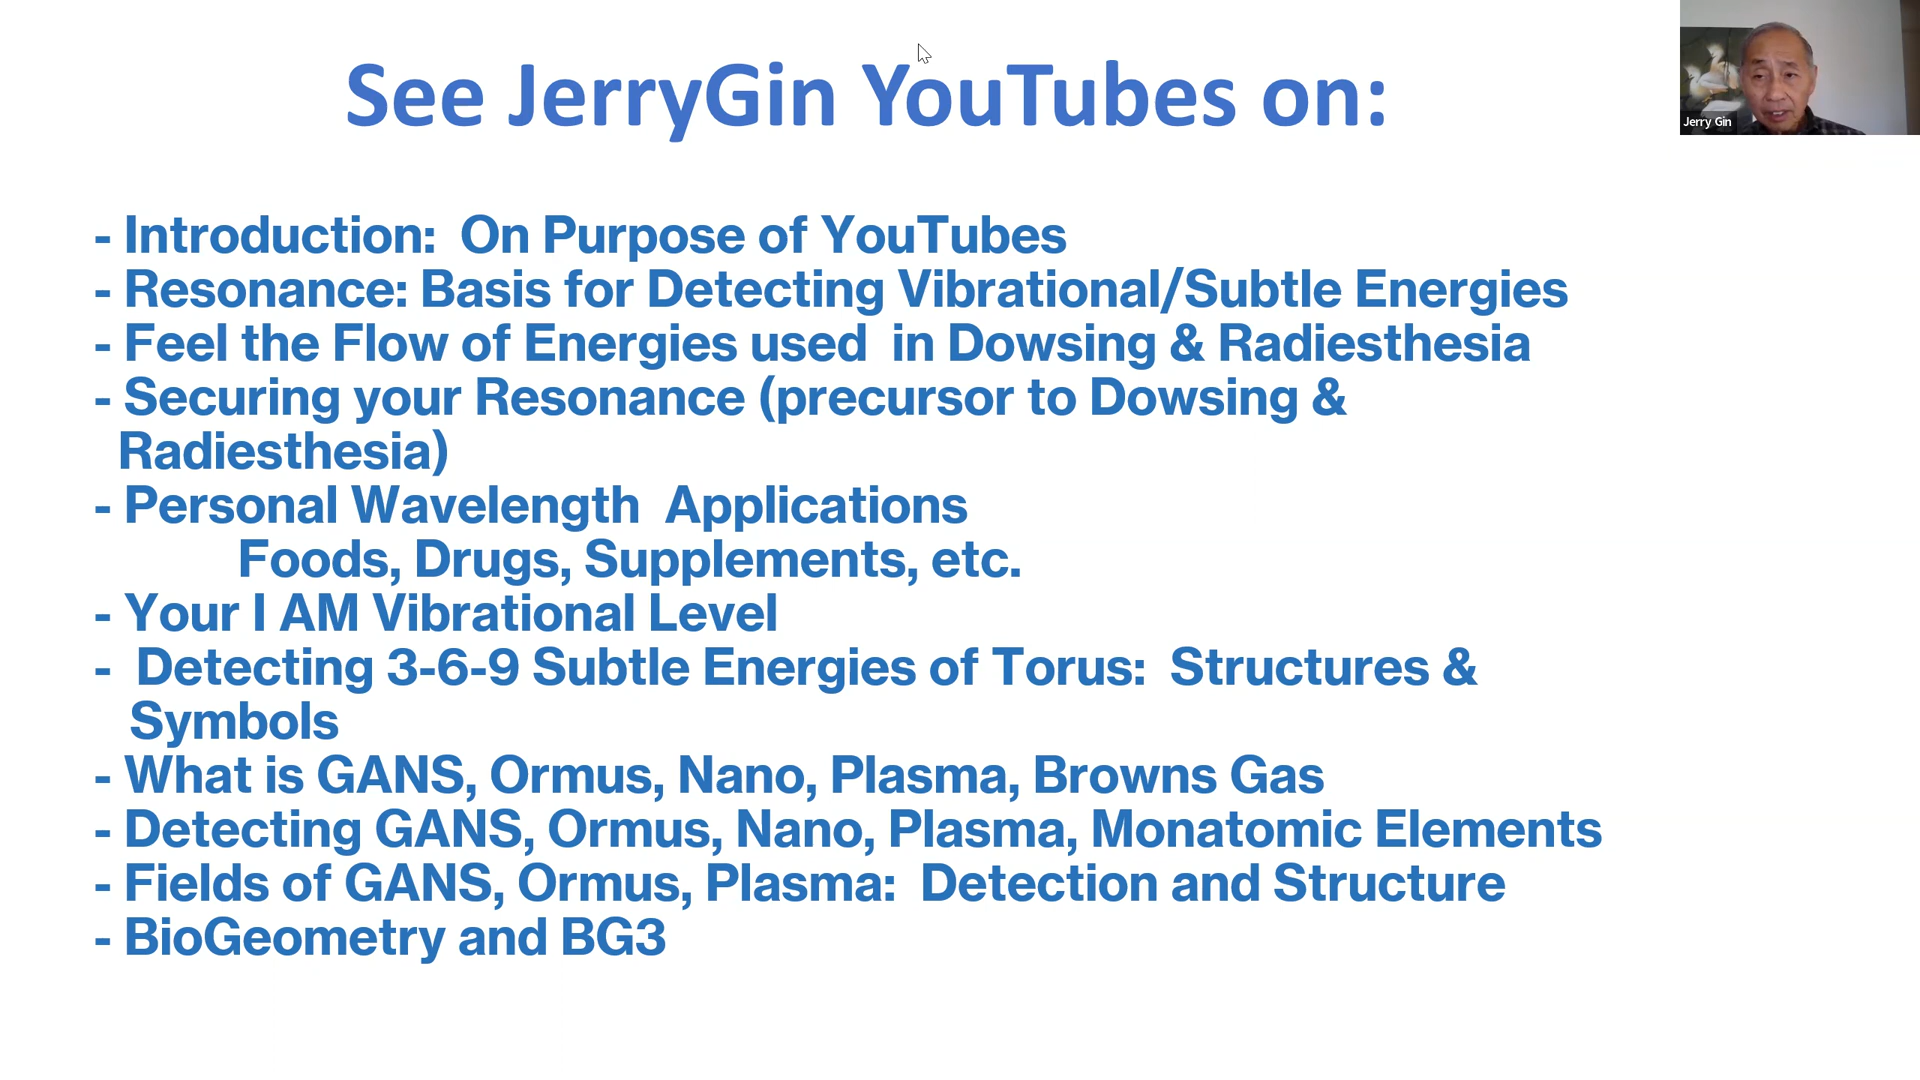 See JerryGin YouTubes on:
Jerry Gin
- Introduction:  On Purpose of YouTubes
- Resonance: Basis for Detecting Vibrational/Subtle Energies
- Feel the Flow of Energies used  in Dowsing & Radiesthesia
- Securing your Resonance (precursor to Dowsing &
Radiesthesia)
- Personal Wavelength  Applications
Foods, Drugs, Supplements, etc.
- Your I AM Vibrational Level
-  Detecting 3-6-9 Subtle Energies of Torus:  Structures &
Symbols
- What is GANS, Ormus, Nano, Plasma, Browns Gas
- Detecting GANS, Ormus, Nano, Plasma, Monatomic Elements
- Fields of GANS, Ormus, Plasma:  Detection and Structure
- BioGeometry and BG3